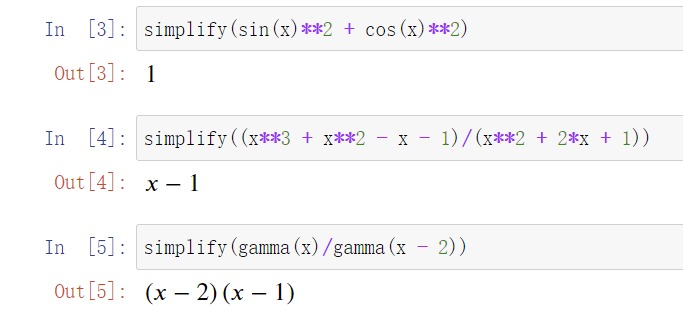 In [3]: simplify(sin(x)**2 + cos(x)**2)
Out[3]: 1
In [4]: simplify((x**3 + x**2 - x - 1)/(x**2 + 2*x + 1))
Out[4]: x − 1
In [5]: simplify(gamma(x)/gamma(x - 2))
Out[5]: (x − 2)(x − 1)